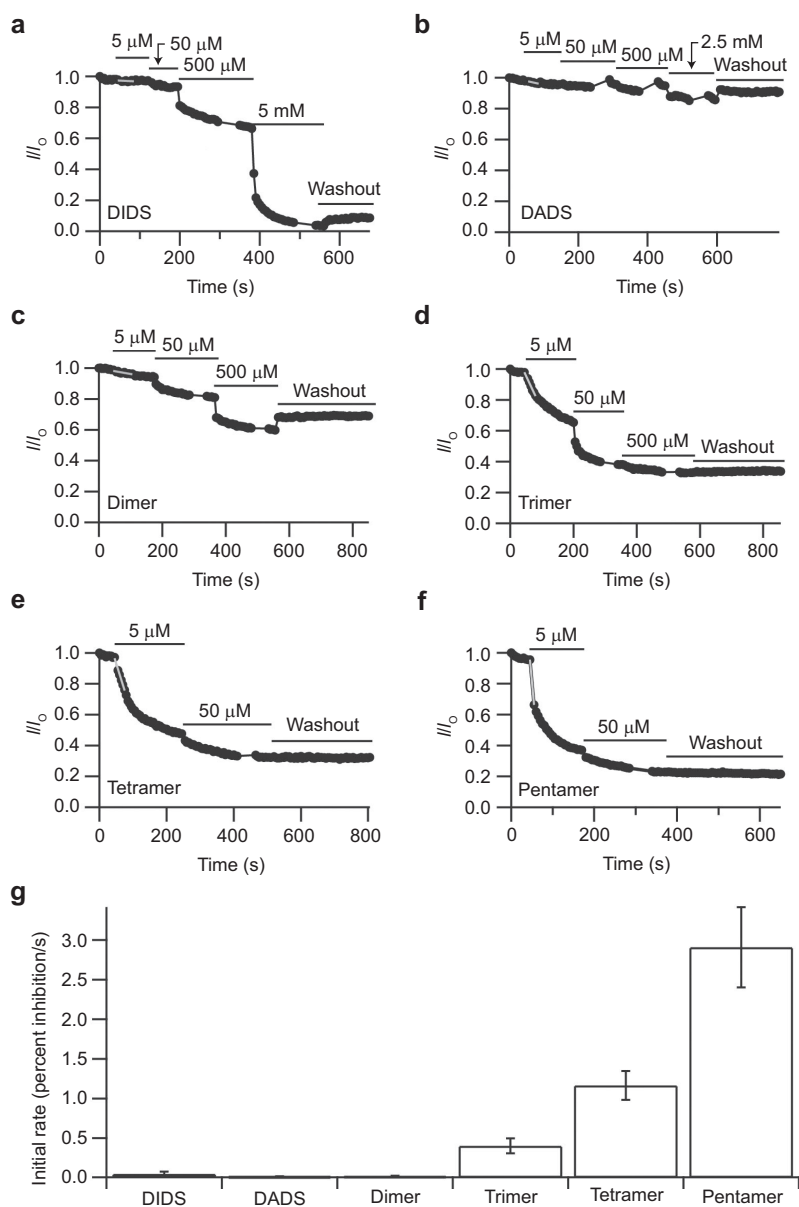 a
5 μM
50 μM
500 μM
5 mM
Washout
1.0
0.8
0.6
0.4
0.2
0.0
I/I_O
DIDS
0 200 400 600
Time (s)
b
5 μM
50 μM
500 μM
2.5 mM
Washout
1.0
0.8
0.6
0.4
0.2
0.0
I/I_O
DADS
0 200 400 600
Time (s)
c
5 μM
50 μM
500 μM
Washout
1.0
0.8
0.6
0.4
0.2
0.0
I/I_O
Dimer
0 200 400 600 800
Time (s)
d
5 μM
50 μM
500 μM
Washout
1.0
0.8
0.6
0.4
0.2
0.0
I/I_O
Trimer
0 200 400 600 800
Time (s)
e
5 μM
50 μM
Washout
1.0
0.8
0.6
0.4
0.2
0.0
I/I_O
Tetramer
0 200 400 600 800
Time (s)
f
5 μM
50 μM
Washout
1.0
0.8
0.6
0.4
0.2
0.0
I/I_O
Pentamer
0 200 400 600
Time (s)
g
Initial rate (percent inhibition/s)
3.0
2.5
2.0
1.5
1.0
0.5
0.0
DIDS DADS Dimer Trimer Tetramer Pentamer